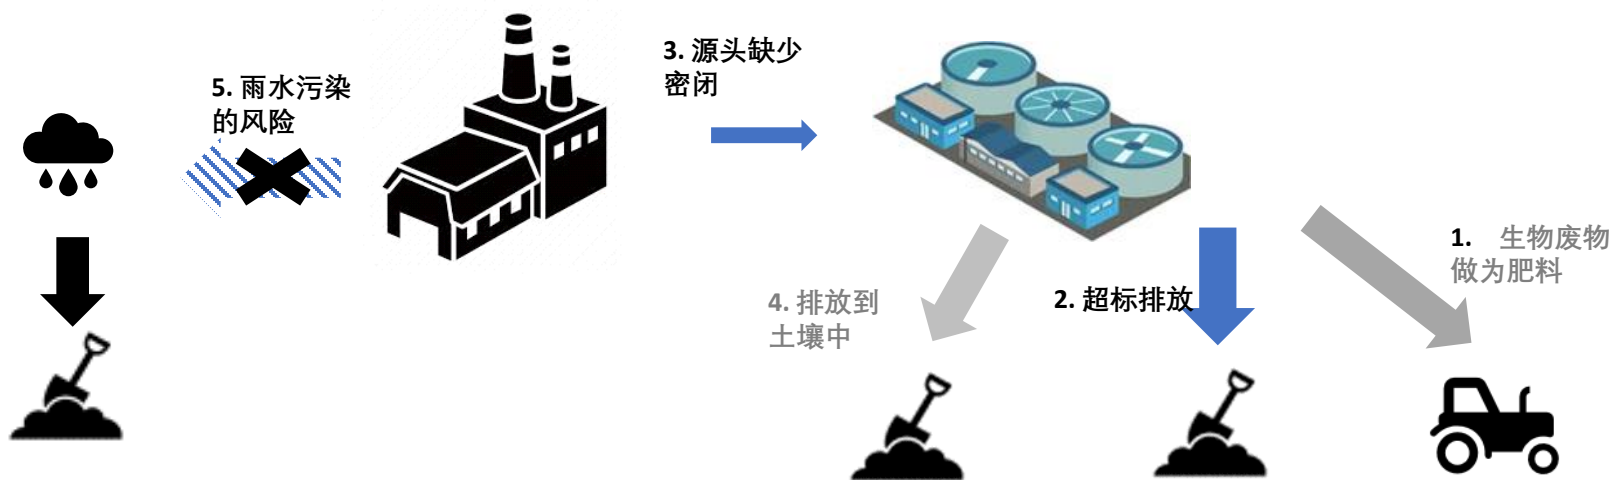 5. 雨水污染
的风险
3. 源头缺少
密闭
1. 生物废物
做为肥料
4. 排放到
土壤中
2. 超标排放